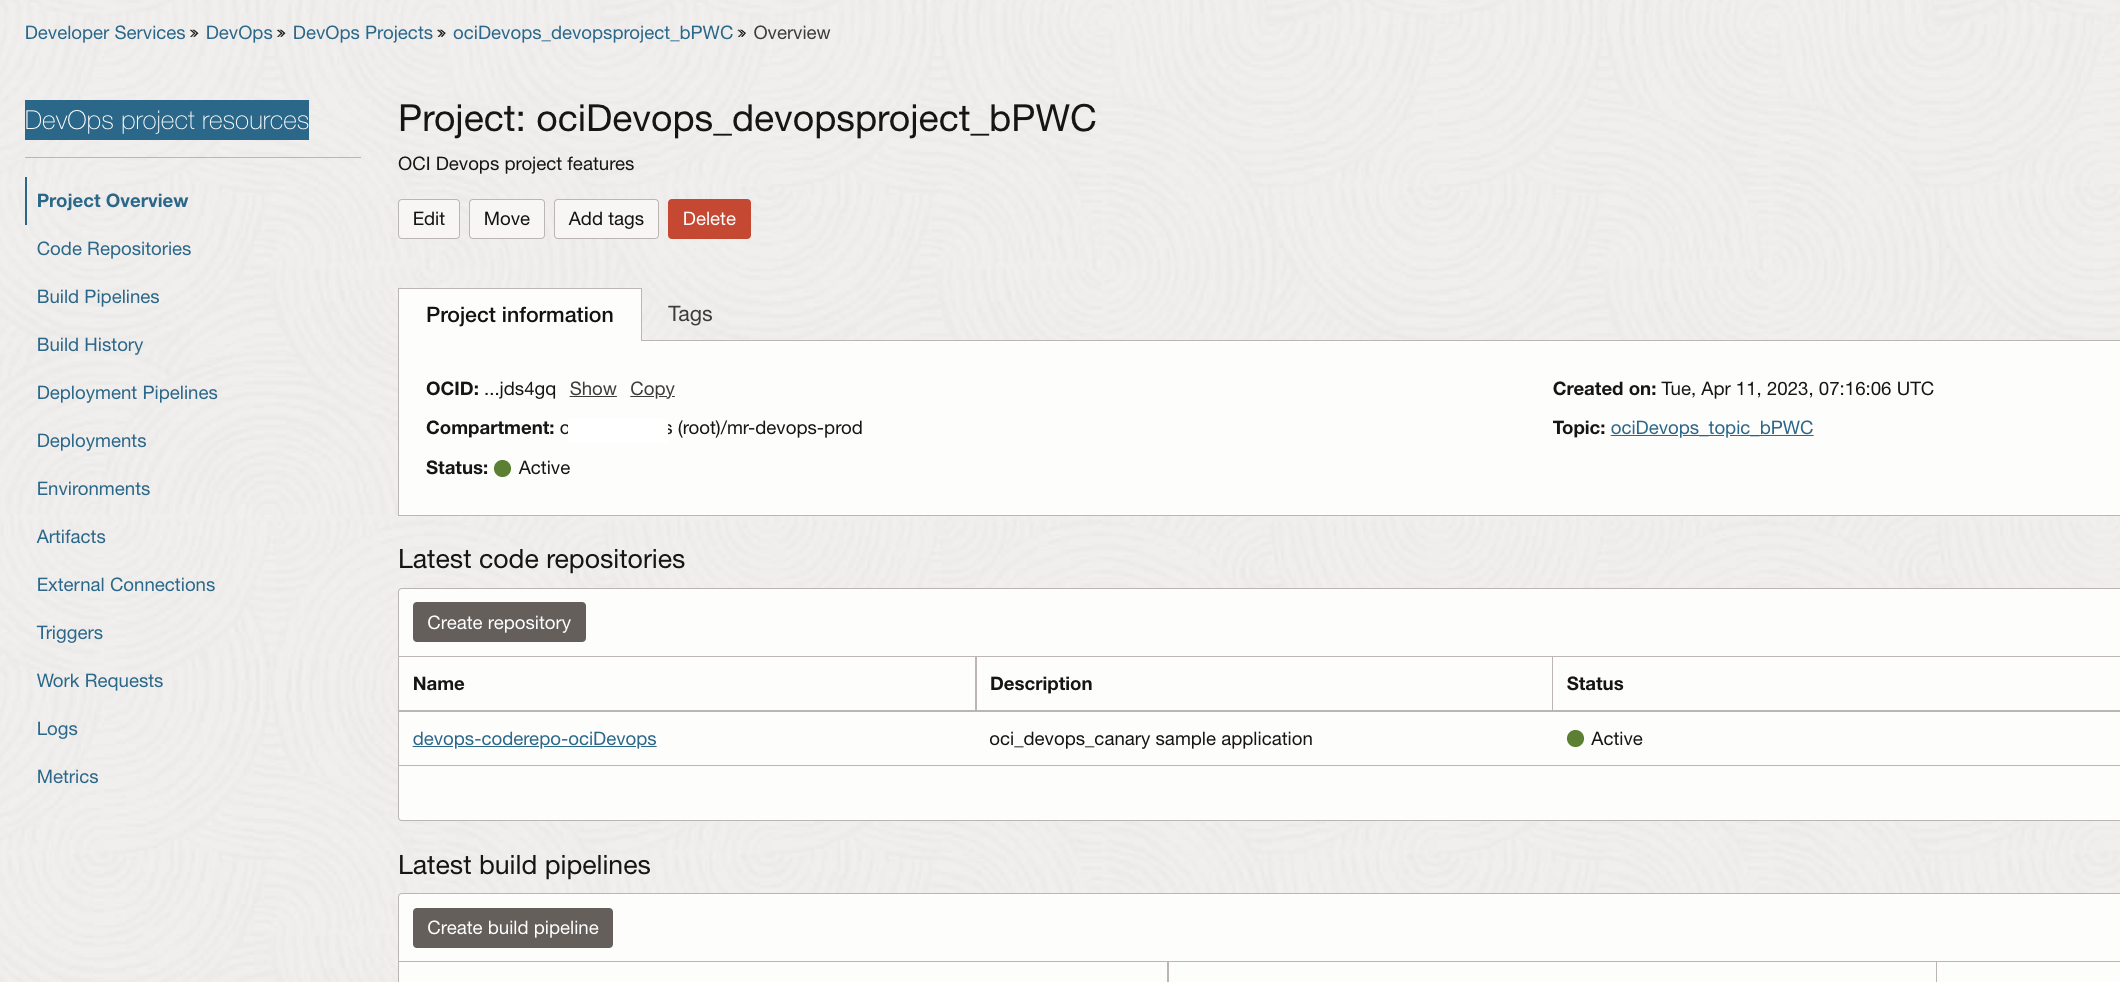 Developer Services » DevOps » DevOps Projects » ociDevops_devopsproject_bPWC » Overview
DevOps project resources
Project Overview
Code Repositories
Build Pipelines
Build History
Deployment Pipelines
Deployments
Environments
Artifacts
External Connections
Triggers
Work Requests
Logs
Metrics
Project: ociDevops_devopsproject_bPWC
OCI Devops project features
Edit Move Add tags Delete
Project information Tags
OCID: ...jds4gq Show Copy
Compartment: (root)/mr-devops-prod
Status: Active
Created on: Tue, Apr 11, 2023, 07:16:06 UTC
Topic: ociDevops_topic_bPWC
Latest code repositories
Create repository
Name Description Status
devops-coderepo-ociDevops oci_devops_canary sample application Active
Latest build pipelines
Create build pipeline